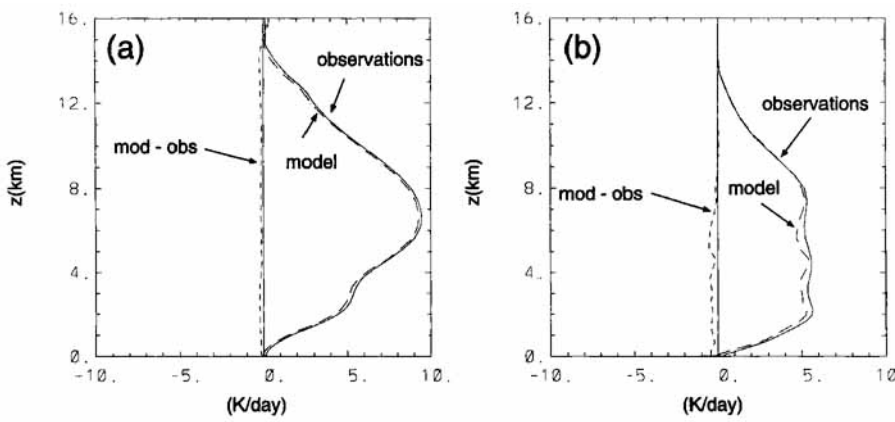 (a)
16.
12.
8.
4.
0.
z(km)
observations
mod - obs
model
-10.
-5.
0.
5.
10.
(K/day)
(b)
16.
12.
8.
4.
0.
z(km)
observations
model
mod - obs
-10.
-5.
0.
5.
10
(K/day)